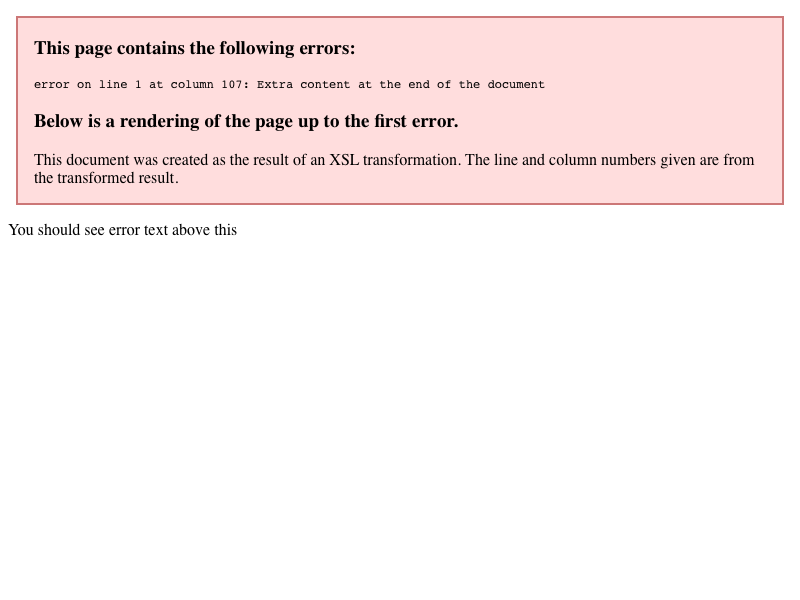 This page contains the following errors:
error on line 1 at column 107: Extra content at the end of the document
Below is a rendering of the page up to the first error.
This document was created as the result of an XSL transformation. The line and column numbers given are from
the transformed result.
You should see error text above this